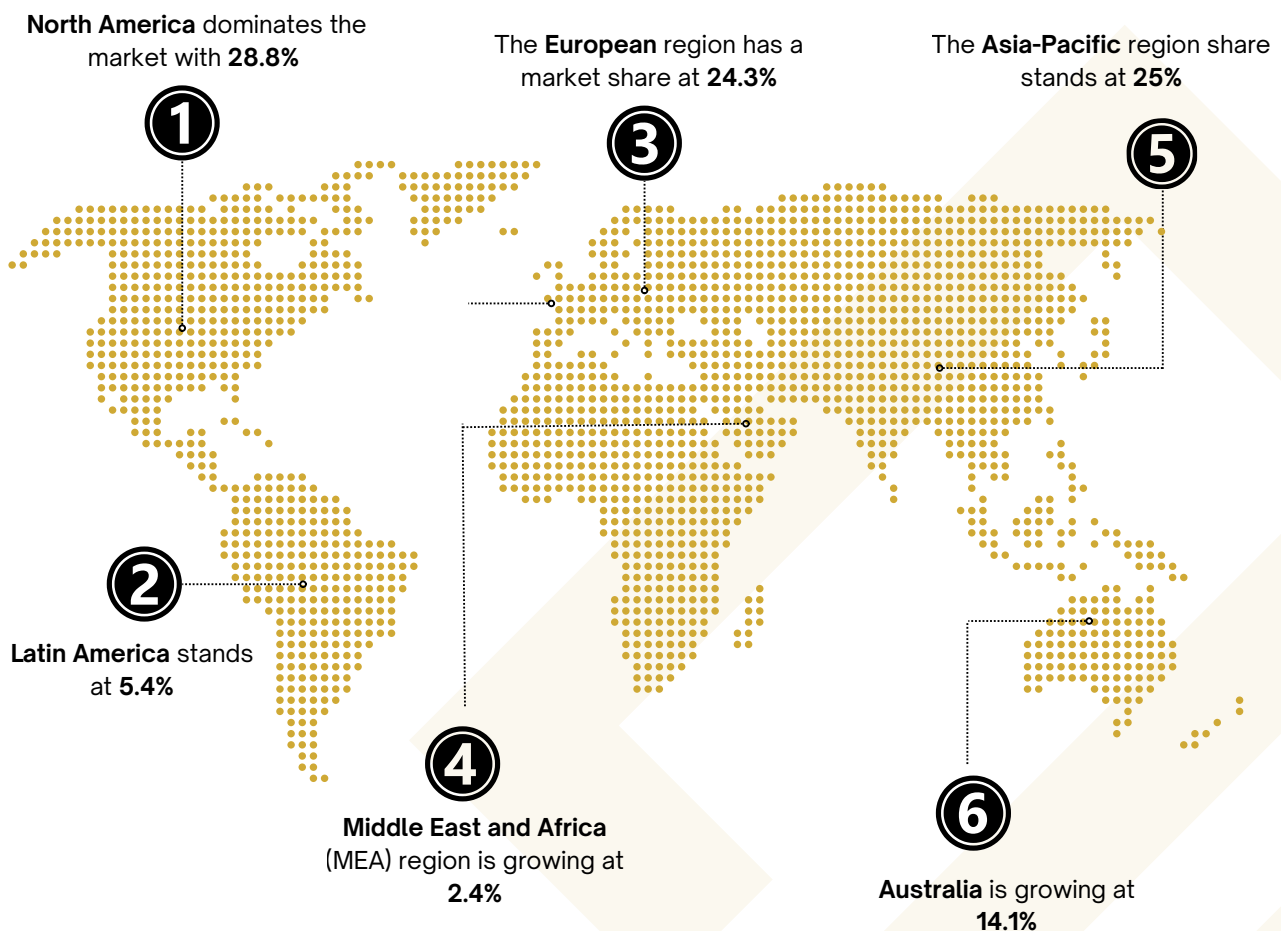 North America dominates the
market with 28.8%
1
The European region has a
market share at 24.3%
3
The Asia-Pacific region share
stands at 25%
5
2
Latin America stands
at 5.4%
4
Middle East and Africa
(MEA) region is growing at
2.4%
6
Australia is growing at
14.1%